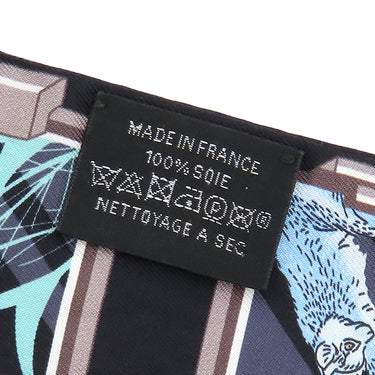 MADE IN FRANCE
100% SOIE
P ®
NETTOYAGE A SEC